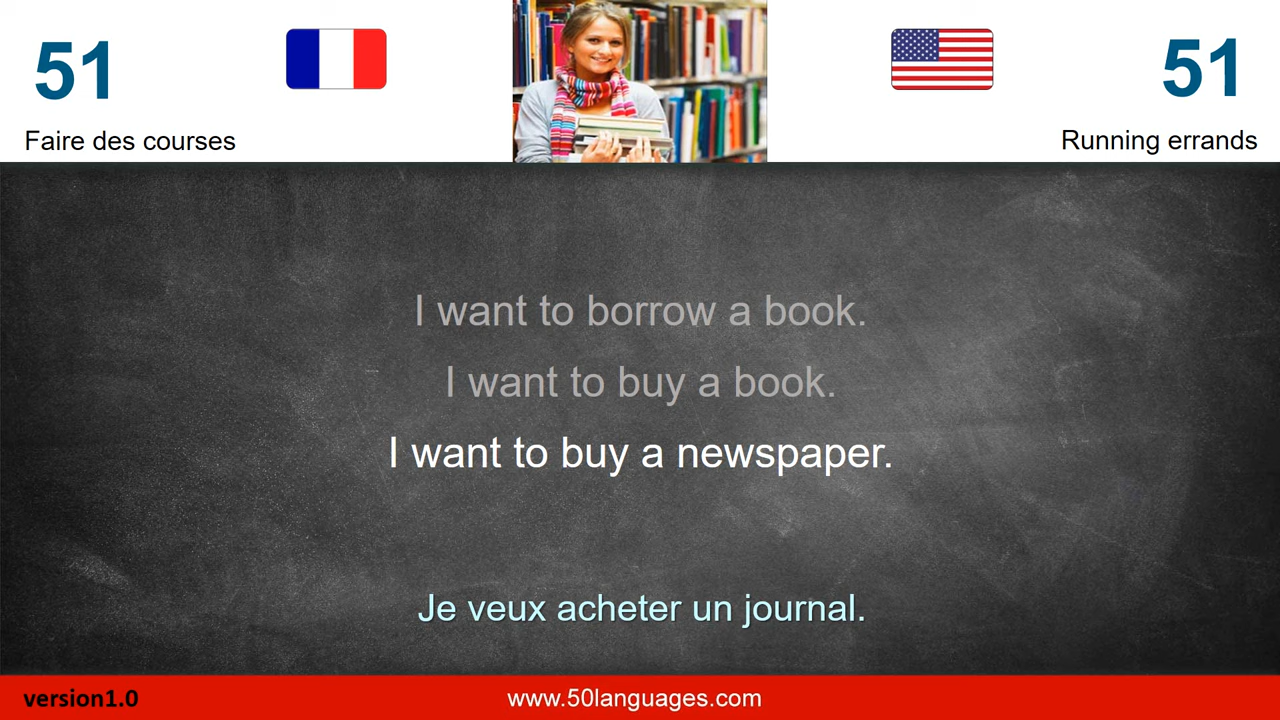 51
51
Faire des courses
Running errands
I want to borrow a book.
I want to buy a book.
I want to buy a newspaper.
Je veux acheter un journal.
version1.0
www.50languages.com